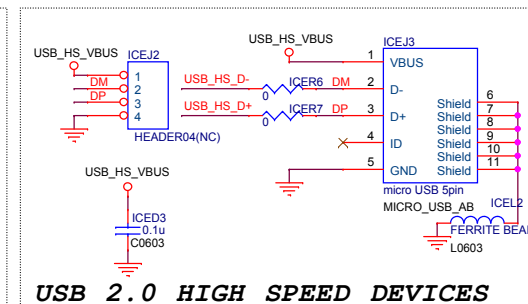 ICEJ2
USB_HS_VBUS
1
DM 2
DP 3
4
HEADER04(NC)
USB_HS_VBUS
ICED3
0.1u
C0603
USB_HS_VBUS
ICEJ3
1 VBUS
USB_HS_D- ICER6 DM 2 D-
0
USB_HS_D+ ICER7 DP 3 D+
0
4 ID
5 GND
Shield 6
Shield 7
Shield 8
Shield 9
Shield 10
Shield 11
micro USB 5pin
MICRO_USB_AB
ICEL2
FERRITE BEA
L0603
USB 2.0 HIGH SPEED DEVICES